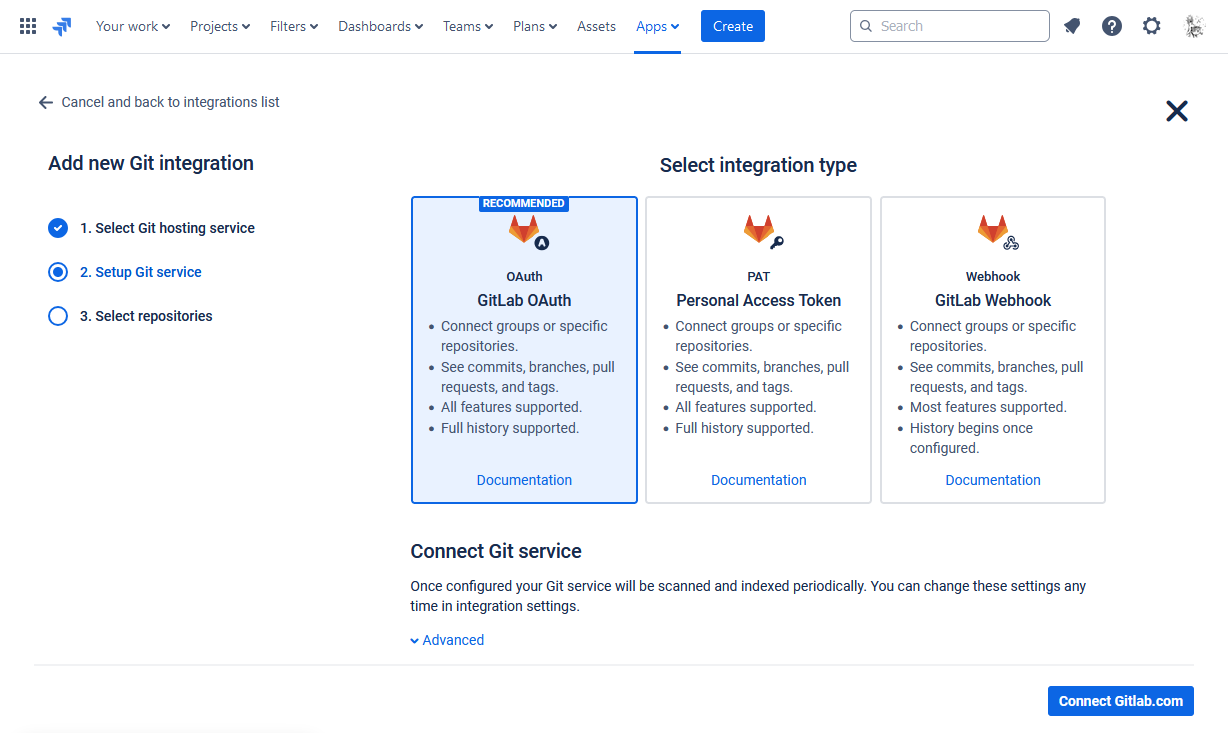 Your work Projects Filters Dashboards Teams Plans Assets Apps Create Search
Cancel and back to integrations list
Add new Git integration
1. Select Git hosting service
2. Setup Git service
3. Select repositories
Select integration type
RECOMMENDED
OAuth
GitLab OAuth
Connect groups or specific
repositories.
See commits, branches, pull
requests, and tags.
All features supported.
Full history supported.
Documentation
PAT
Personal Access Token
Connect groups or specific
repositories.
See commits, branches, pull
requests, and tags.
All features supported.
Full history supported.
Documentation
Webhook
GitLab Webhook
Connect groups or specific
repositories.
See commits, branches, pull
requests, and tags.
Most features supported.
History begins once
configured.
Documentation
Connect Git service
Once configured your Git service will be scanned and indexed periodically. You can change these settings any
time in integration settings.
Advanced
Connect Gitlab.com